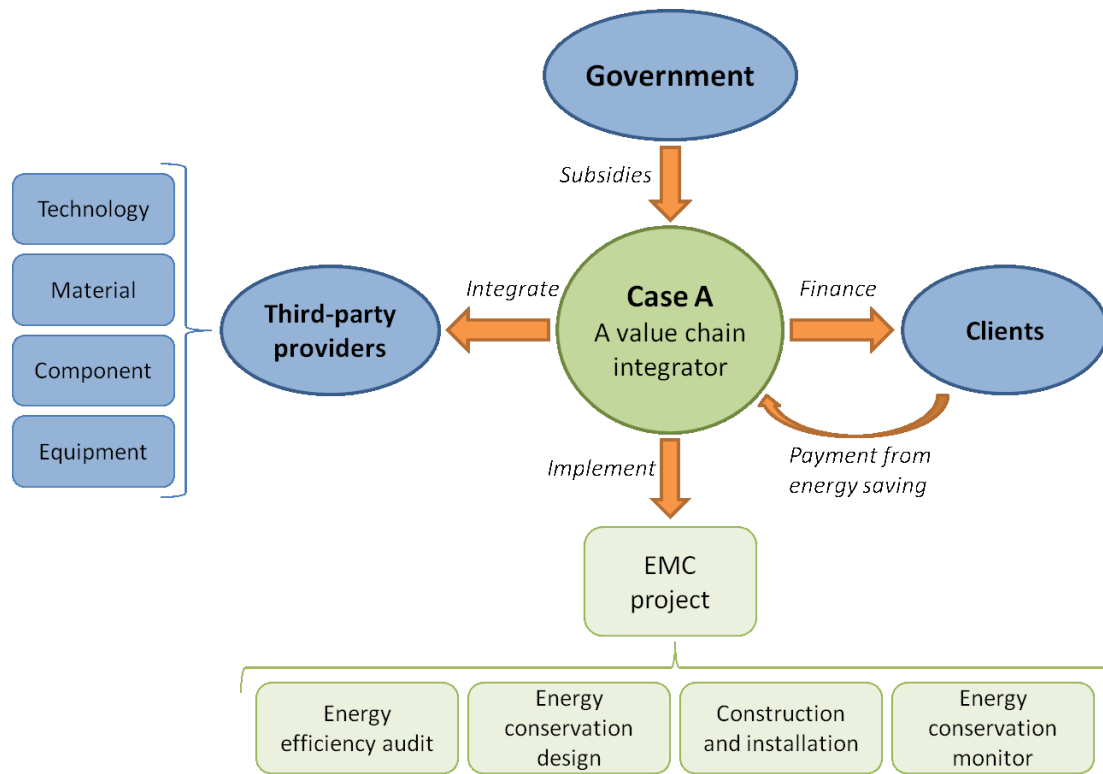 Government
Subsidies
Technology
Material
Component
Equipment
Third-party
providers
Integrate
Case A
A value chain
integrator
Finance
Clients
Payment from
energy saving
Implement
EMC
project
Energy
efficiency audit
Energy
conservation
design
Construction
and installation
Energy
conservation
monitor